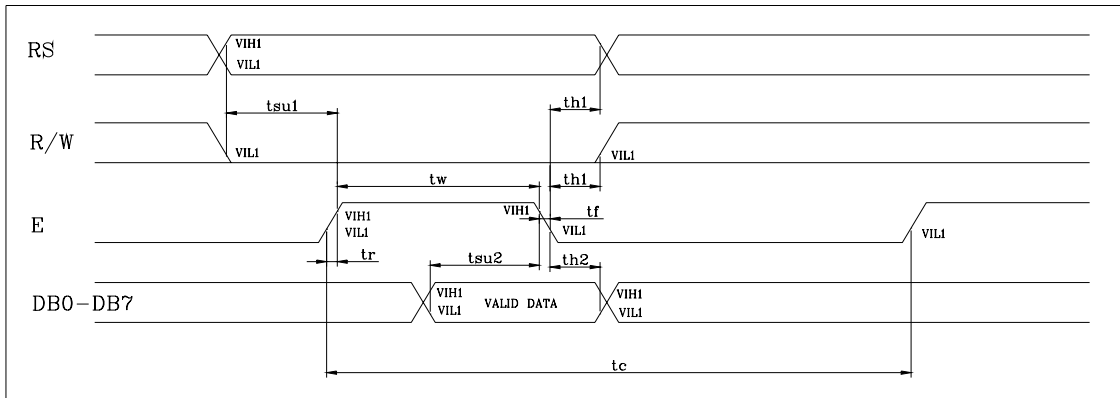 RS
VIH1
VIL1
tsu1
th1
R/W
VIL1
VIL1
tw
th1
E
VIH1
VIL1
VIH1
tf
VIL1
VIL1
tr
tsu2
th2
DB0-DB7
VIH1
VIL1
VALID DATA
VIH1
VIL1
tc